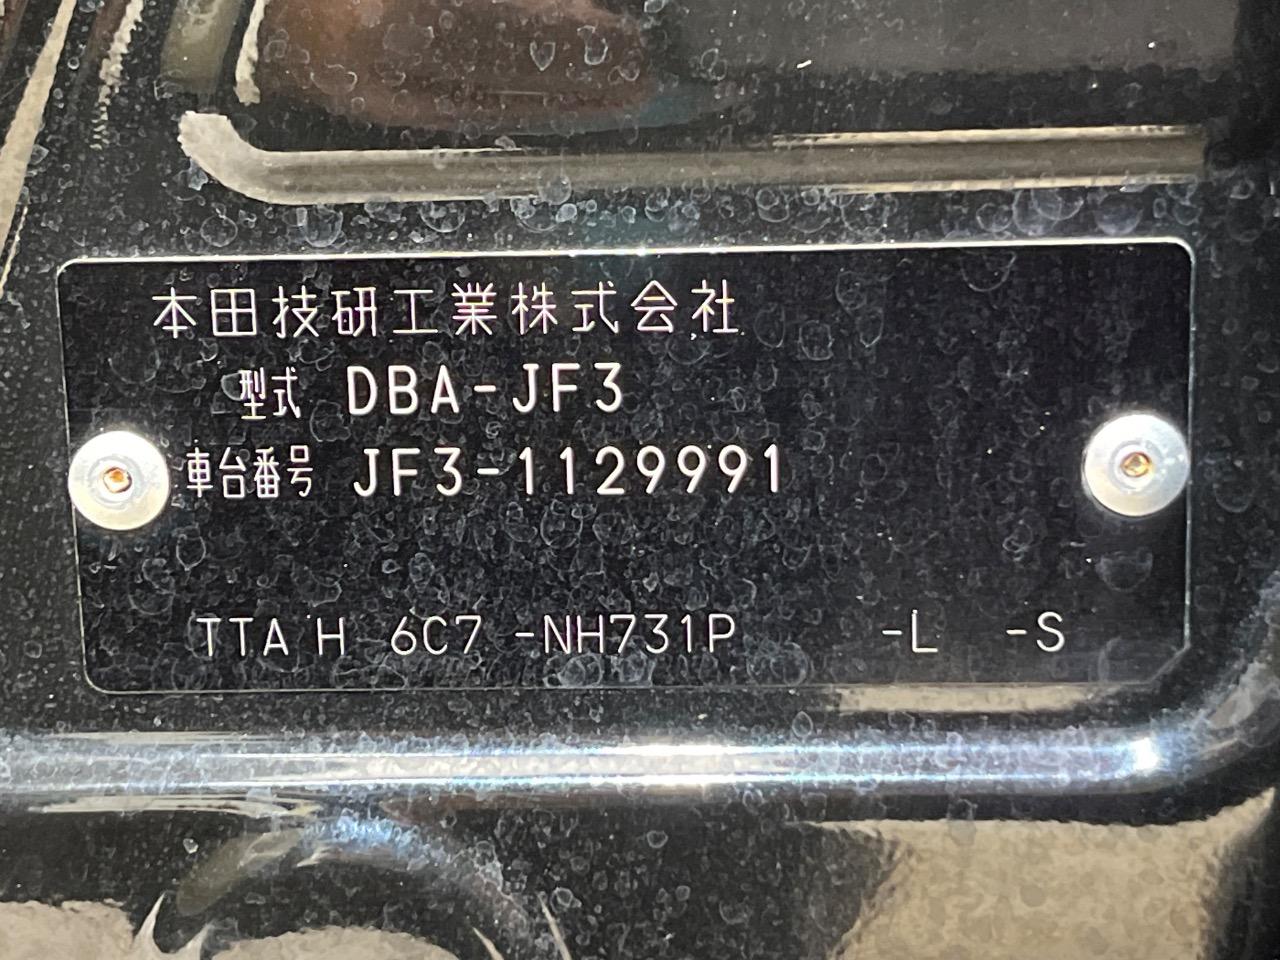 本田技研工業株式会社
型式 DBA-JF3
車台番号 JF3-1129991
TTA H 6C7 -NH731P -L -S